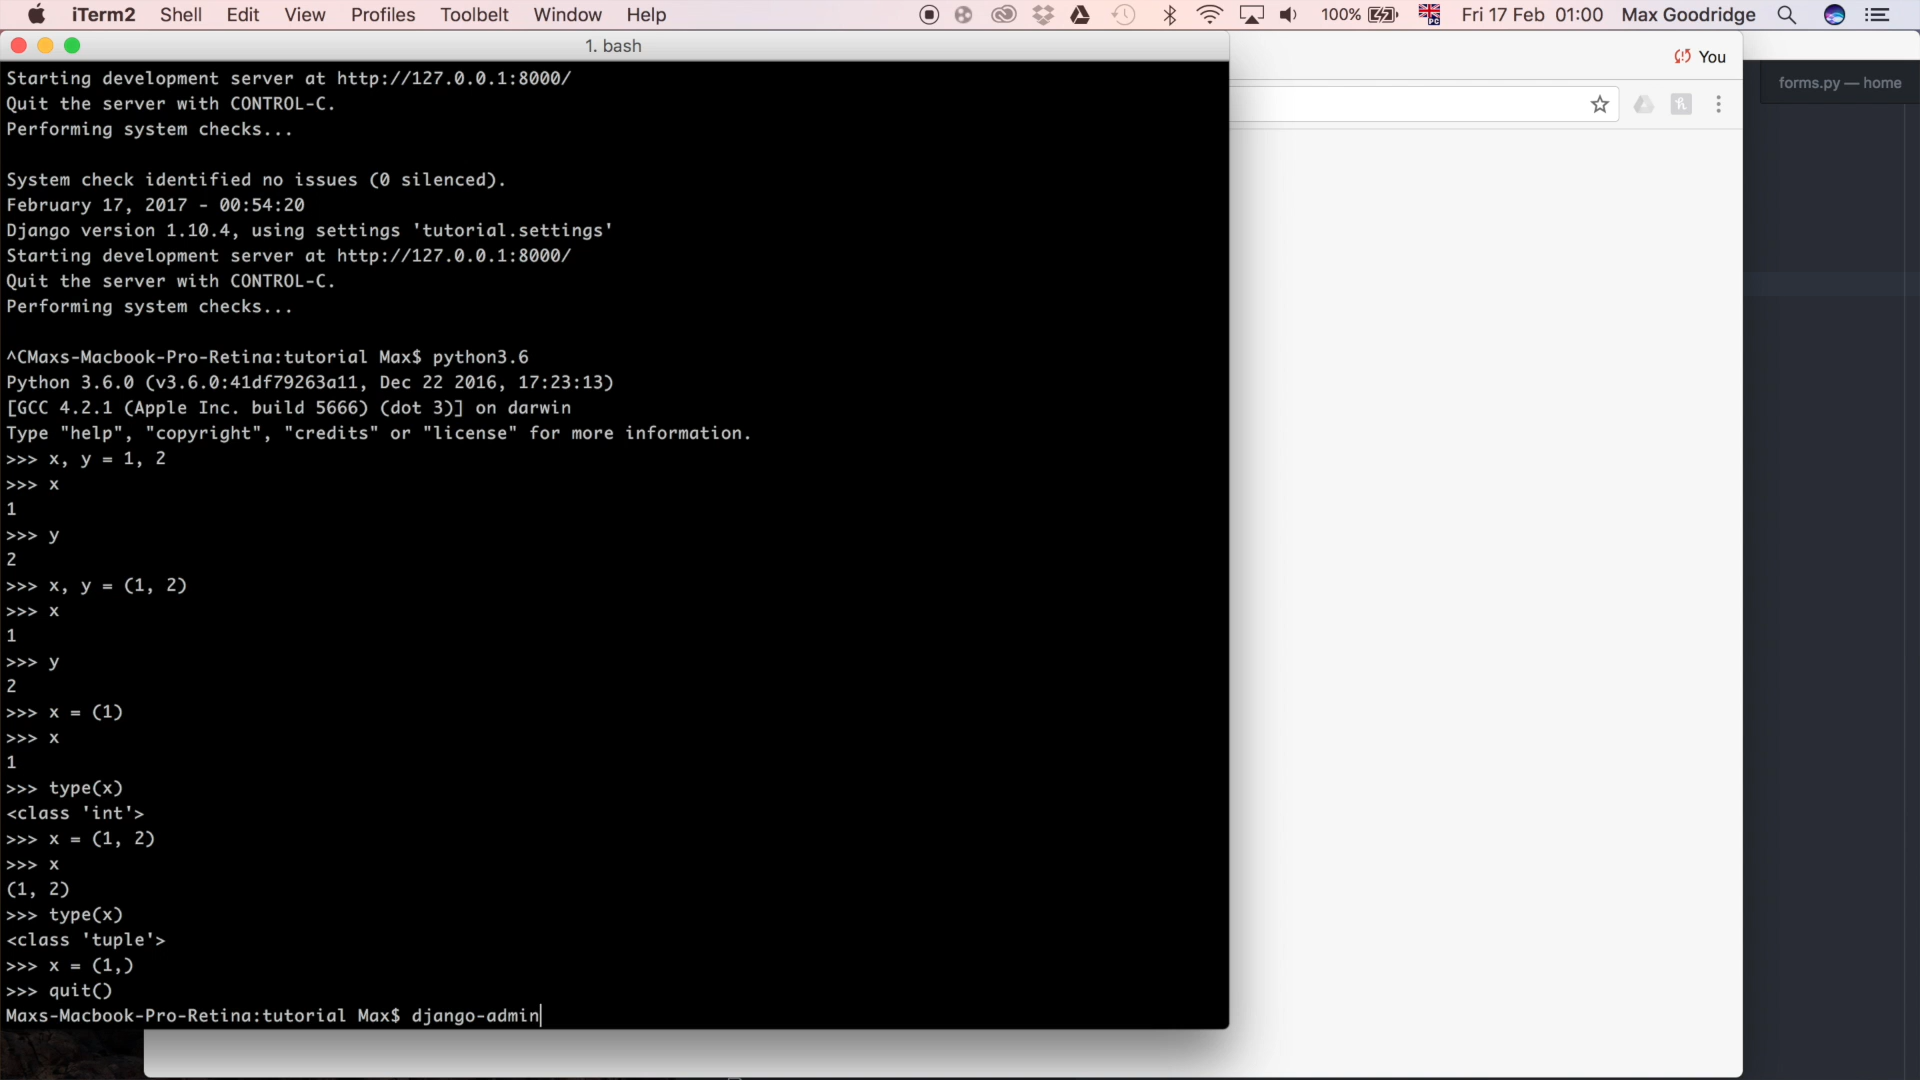 iTerm2 Shell Edit View Profiles Toolbelt Window Help 100% Fri 17 Feb 01:00 Max Goodridge
1. bash
You
forms.py — home
Starting development server at http://127.0.0.1:8000/
Quit the server with CONTROL-C.
Performing system checks...
System check identified no issues (0 silenced).
February 17, 2017 - 00:54:20
Django version 1.10.4, using settings 'tutorial.settings'
Starting development server at http://127.0.0.1:8000/
Quit the server with CONTROL-C.
Performing system checks...
^CMaxs-Macbook-Pro-Retina:tutorial Max$ python3.6
Python 3.6.0 (v3.6.0:41df79263a11, Dec 22 2016, 17:23:13)
[GCC 4.2.1 (Apple Inc. build 5666) (dot 3)] on darwin
Type "help", "copyright", "credits" or "license" for more information.
>>> x, y = 1, 2
>>> x
1
>>> y
2
>>> x, y = (1, 2)
>>> x
1
>>> y
2
>>> x = (1)
>>> x
1
>>> type(x)
<class 'int'>
>>> x = (1, 2)
>>> x
(1, 2)
>>> type(x)
<class 'tuple'>
>>> x = (1,)
>>> quit()
Maxs-Macbook-Pro-Retina:tutorial Max$ django-admin